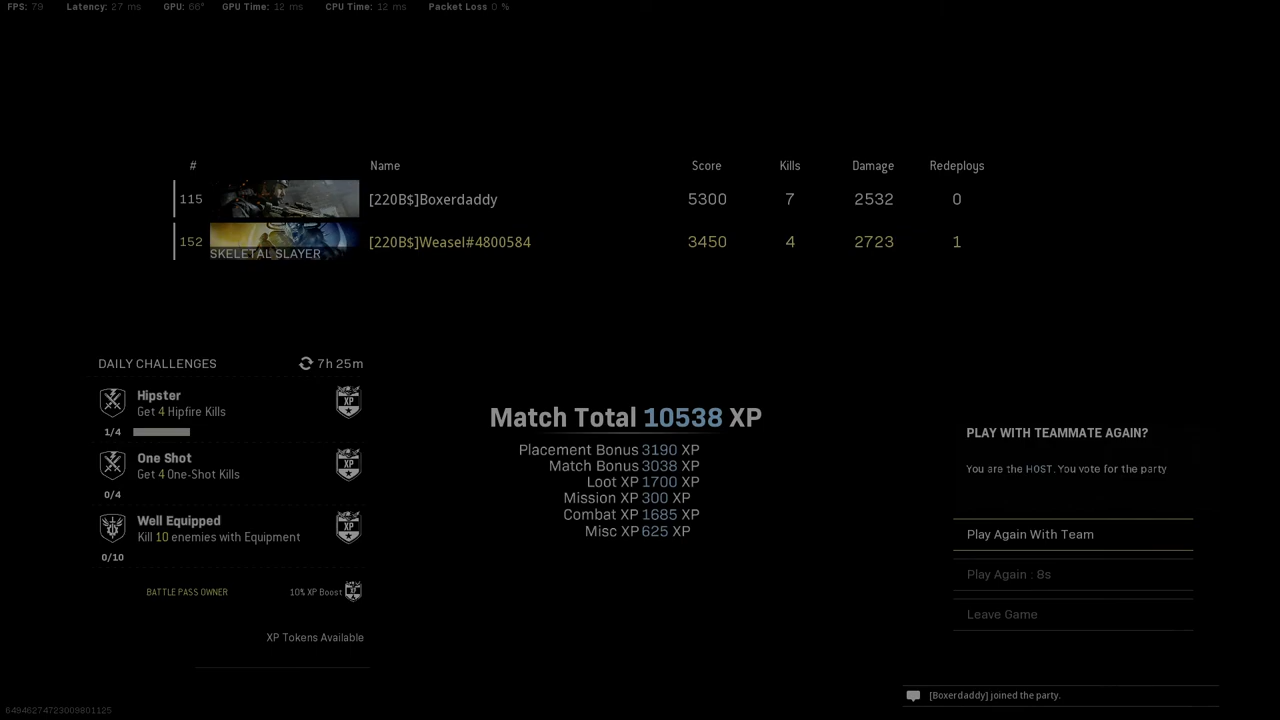 FPS: 79 Latency: 27 ms GPU: 66° GPU Time: 12 ms CPU Time: 12 ms Packet Loss 0 %
# Name Score Kills Damage Redeploys
115 [220B$]Boxerdaddy 5300 7 2532 0
152 [220B$]Weasel#4800584 3450 4 2723 1
SKELETAL SLAYER
DAILY CHALLENGES 7h 25m
Hipster
Get 4 Hipfire Kills
XP
1/4
One Shot
Get 4 One-Shot Kills
XP
0/4
Well Equipped
Kill 10 enemies with Equipment
XP
0/10
BATTLE PASS OWNER 10% XP Boost
XP Tokens Available
Match Total 10538 XP
Placement Bonus 3190 XP
Match Bonus 3038 XP
Loot XP 1700 XP
Mission XP 300 XP
Combat XP 1685 XP
Misc XP 625 XP
PLAY WITH TEAMMATE AGAIN?
You are the HOST. You vote for the party
Play Again With Team
Play Again : 8s
Leave Game
[Boxerdaddy] joined the party.
64946274723009801125